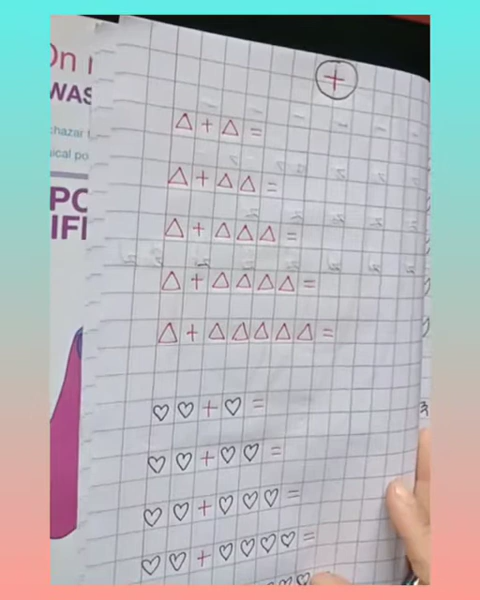 On
WAS
chazar
ical po
PO
IFI
+
△ + △ =
△ + △ △ =
△ + △ △ △ =
△ + △ △ △ △ =
△ + △ △ △ △ △ =
♡ ♡ + ♡ =
♡ ♡ + ♡ ♡ =
♡ ♡ + ♡ ♡ ♡ =
♡ ♡ + ♡ ♡ ♡ ♡ =